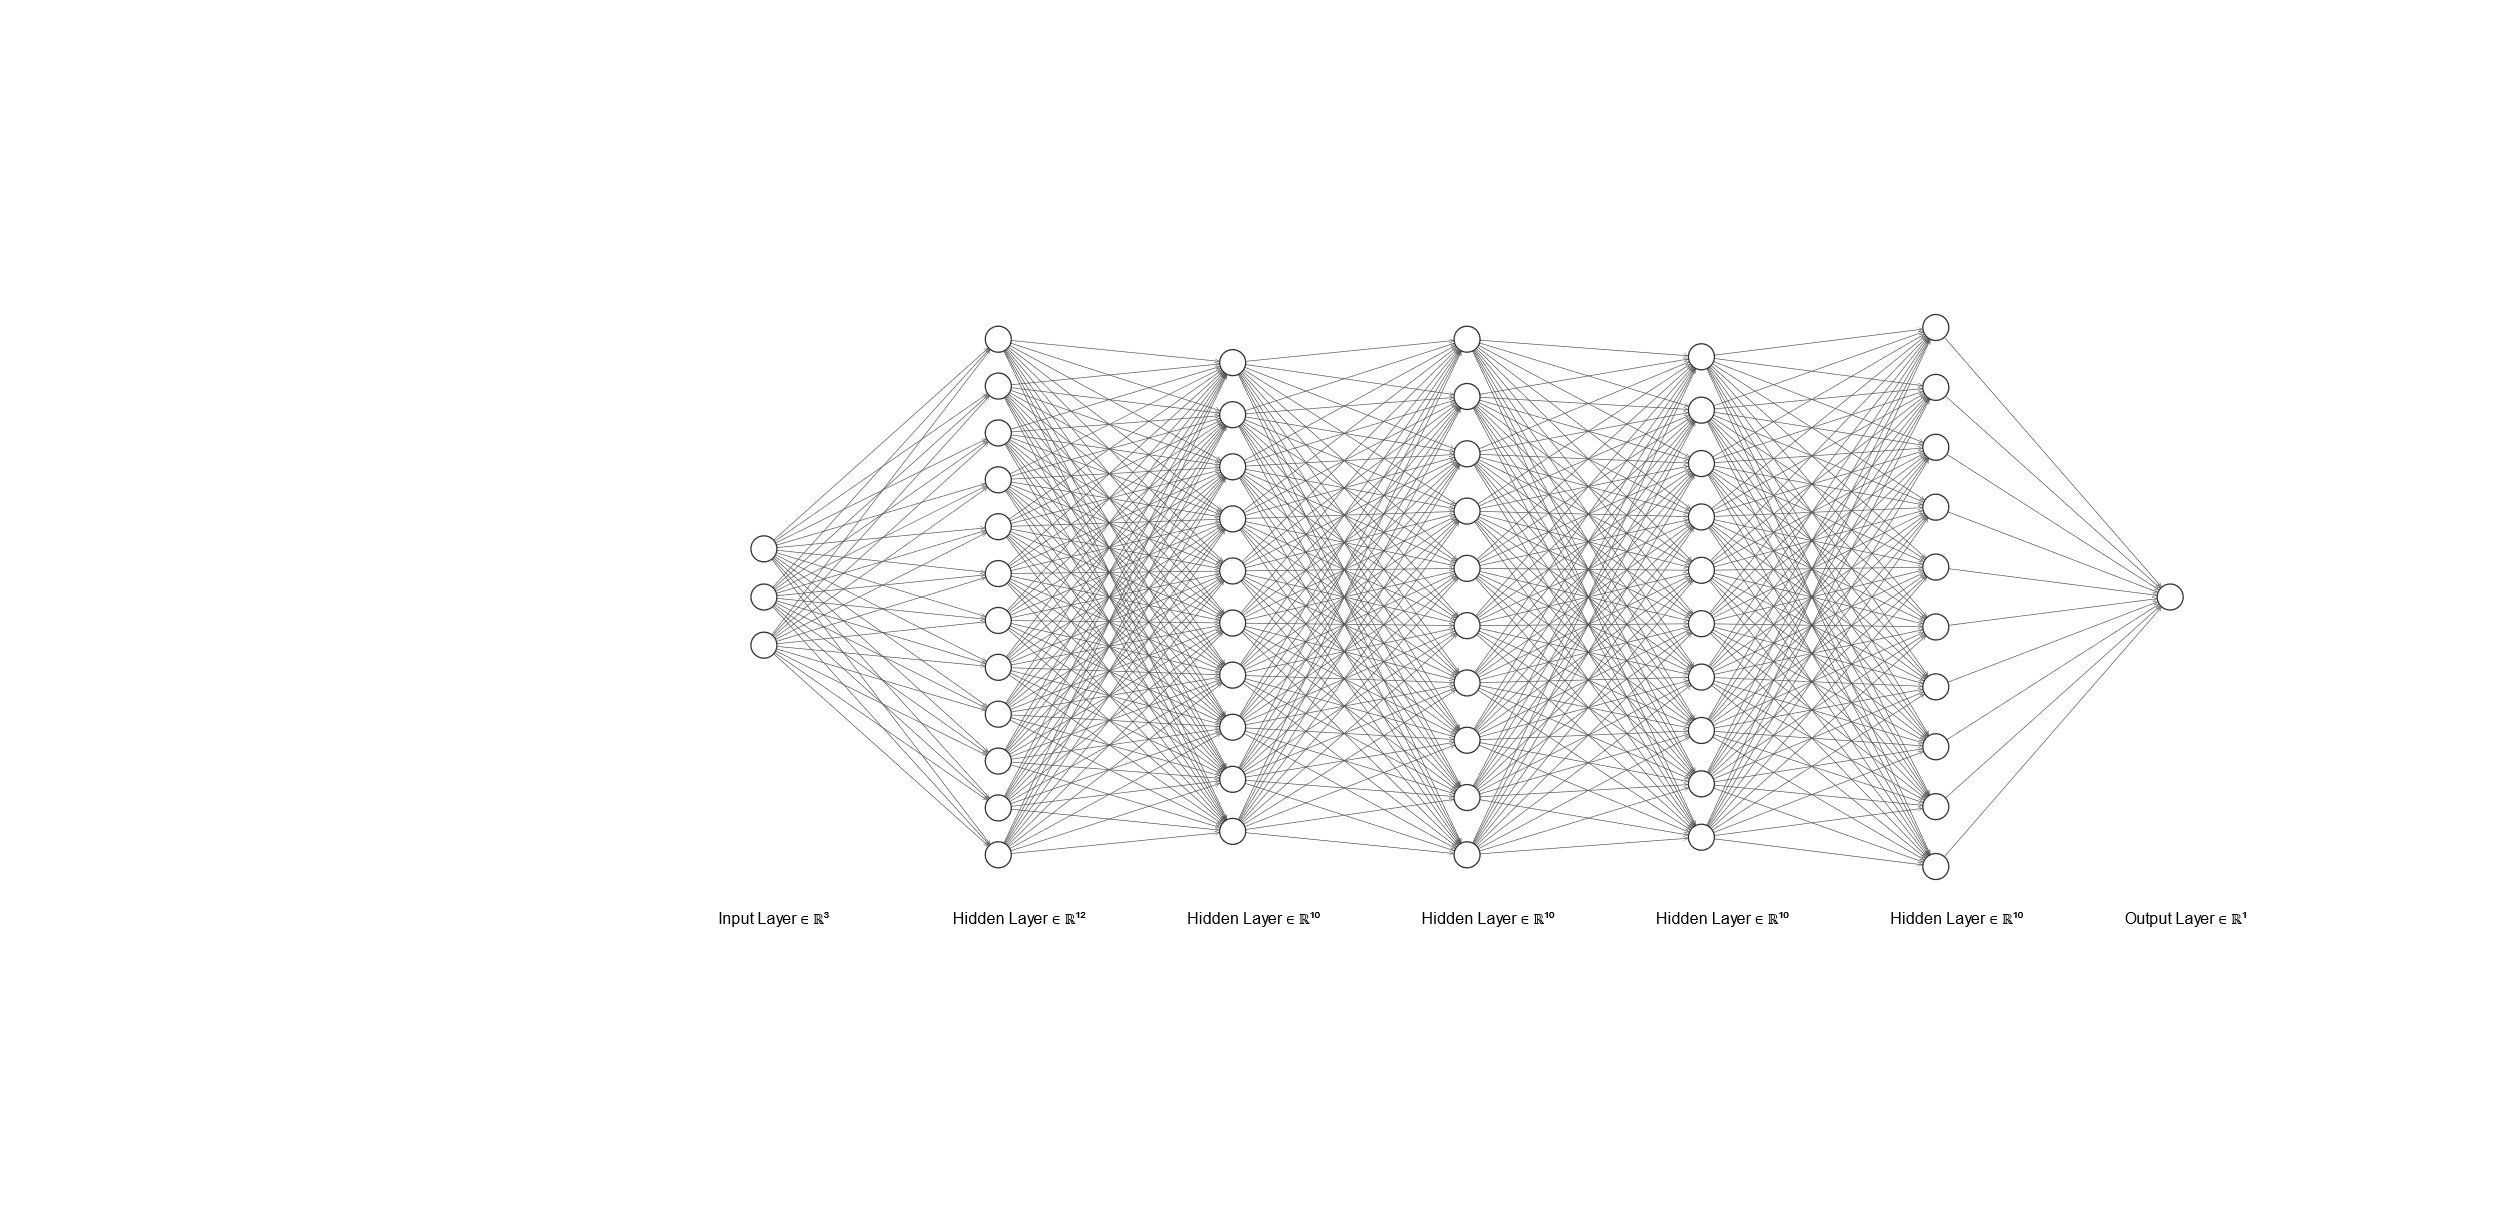 Input Layer ∈ ℝ³
Hidden Layer ∈ ℝ¹²
Hidden Layer ∈ ℝ¹⁰
Hidden Layer ∈ ℝ¹⁰
Hidden Layer ∈ ℝ¹⁰
Hidden Layer ∈ ℝ¹⁰
Output Layer ∈ ℝ¹